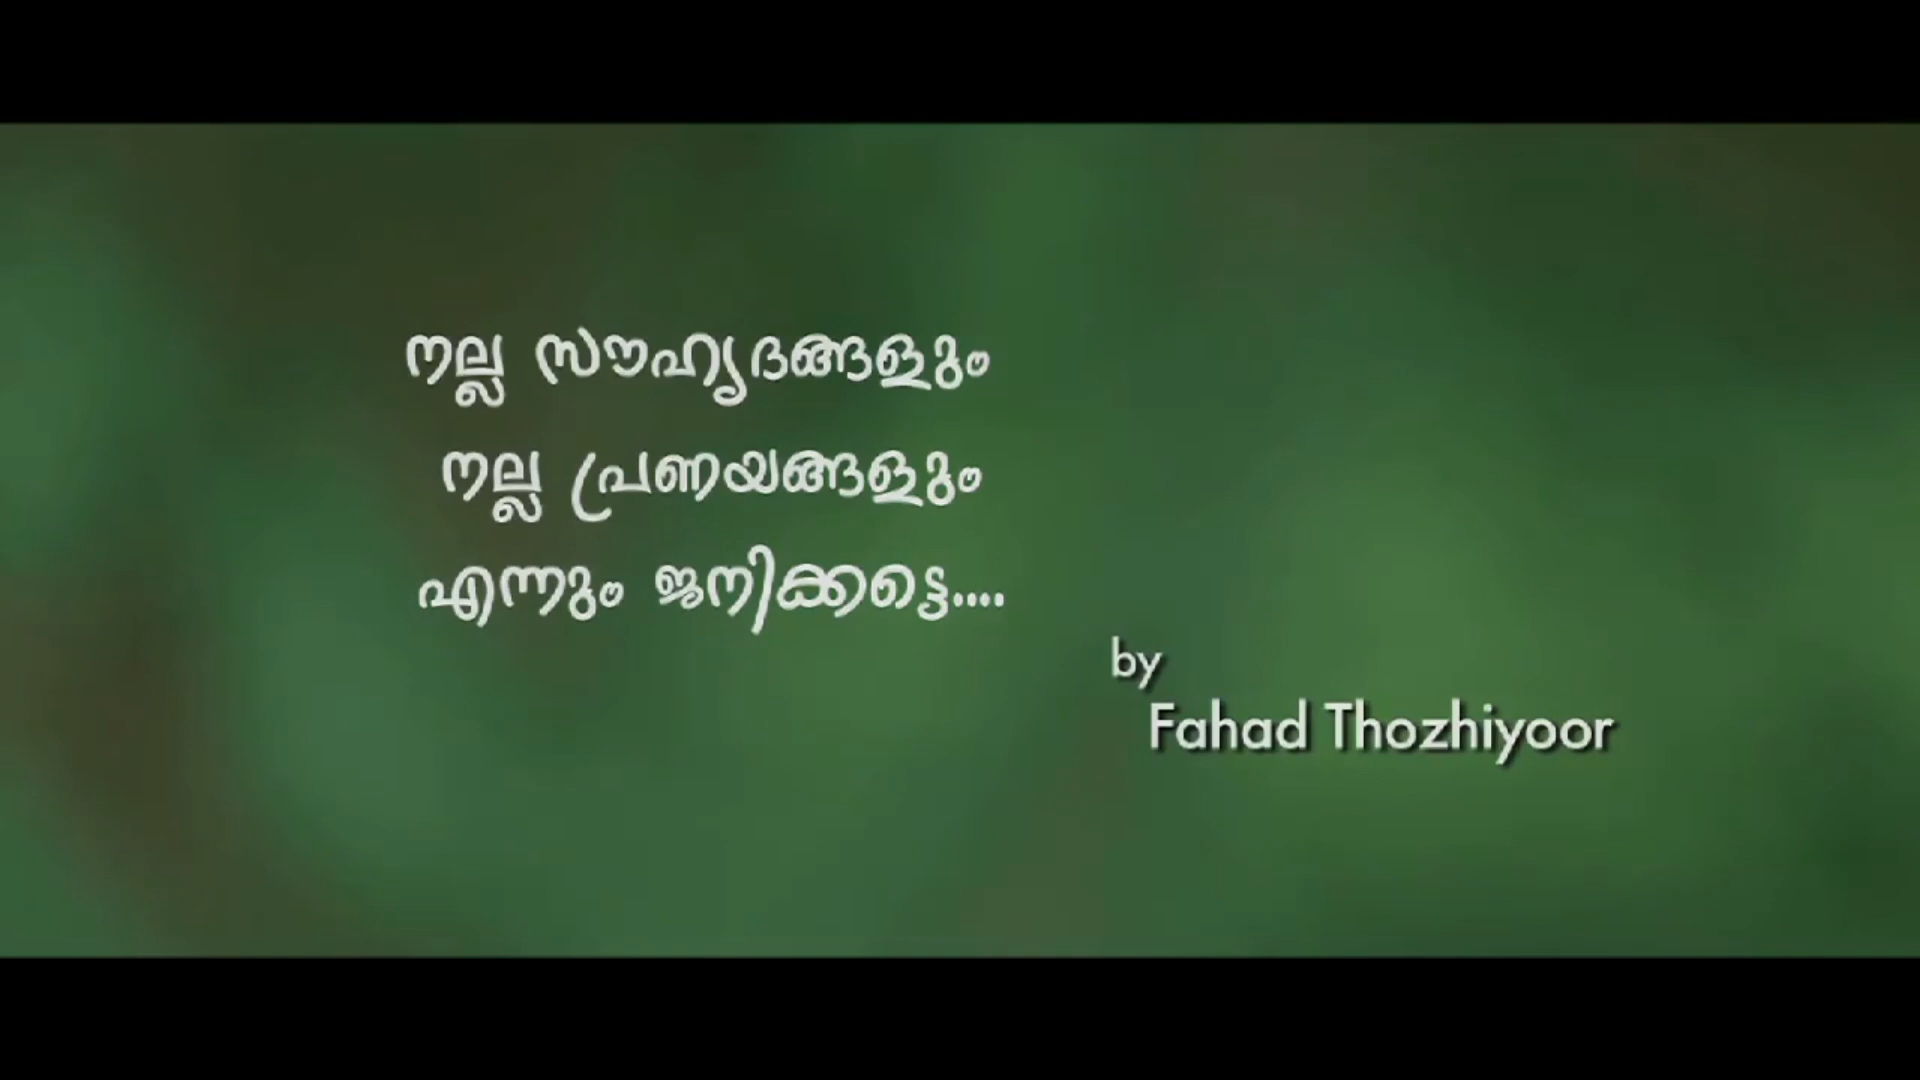 നല്ല സൗഹൃദങ്ങളും
നല്ല പ്രണയങ്ങളും
എന്നും ജനിക്കട്ടെ....
by
Fahad Thozhiyoor